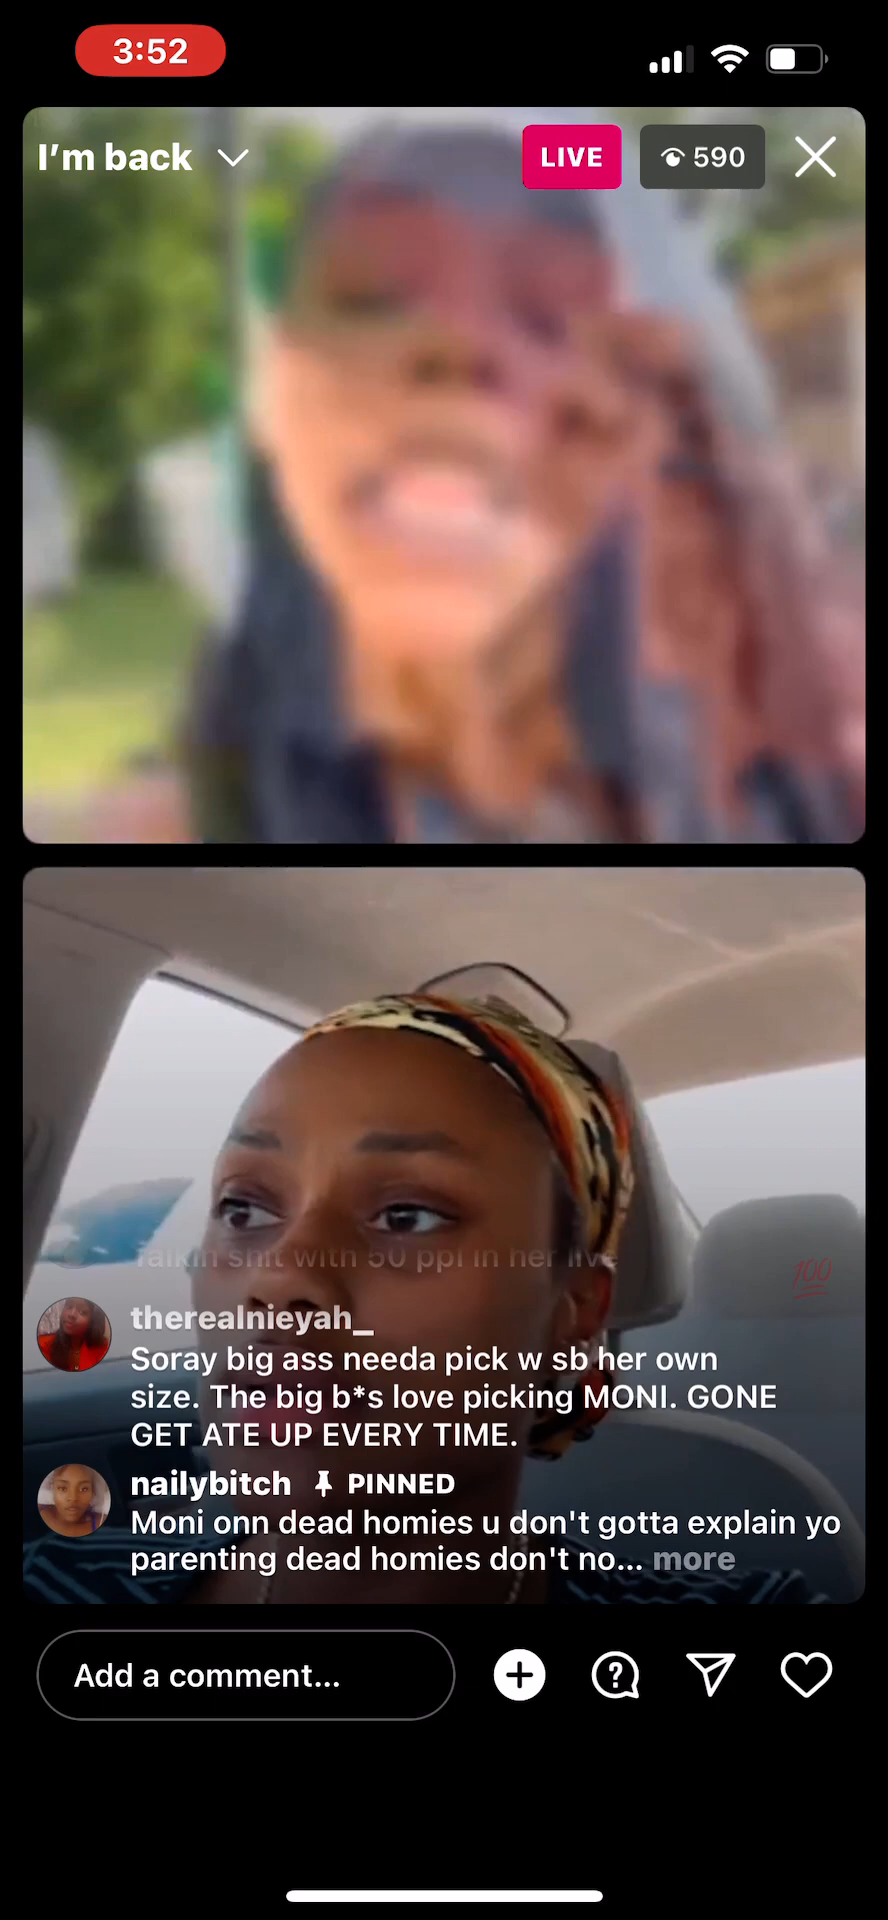 3:52
I'm back
LIVE
590
Talkin shit with 50 ppl in her live
therealnieyah_
Soray big ass needa pick w sb her own
size. The big b*s love picking MONI. GONE
GET ATE UP EVERY TIME.
nailybitch PINNED
Moni onn dead homies u don't gotta explain yo
parenting dead homies don't no... more
Add a comment...